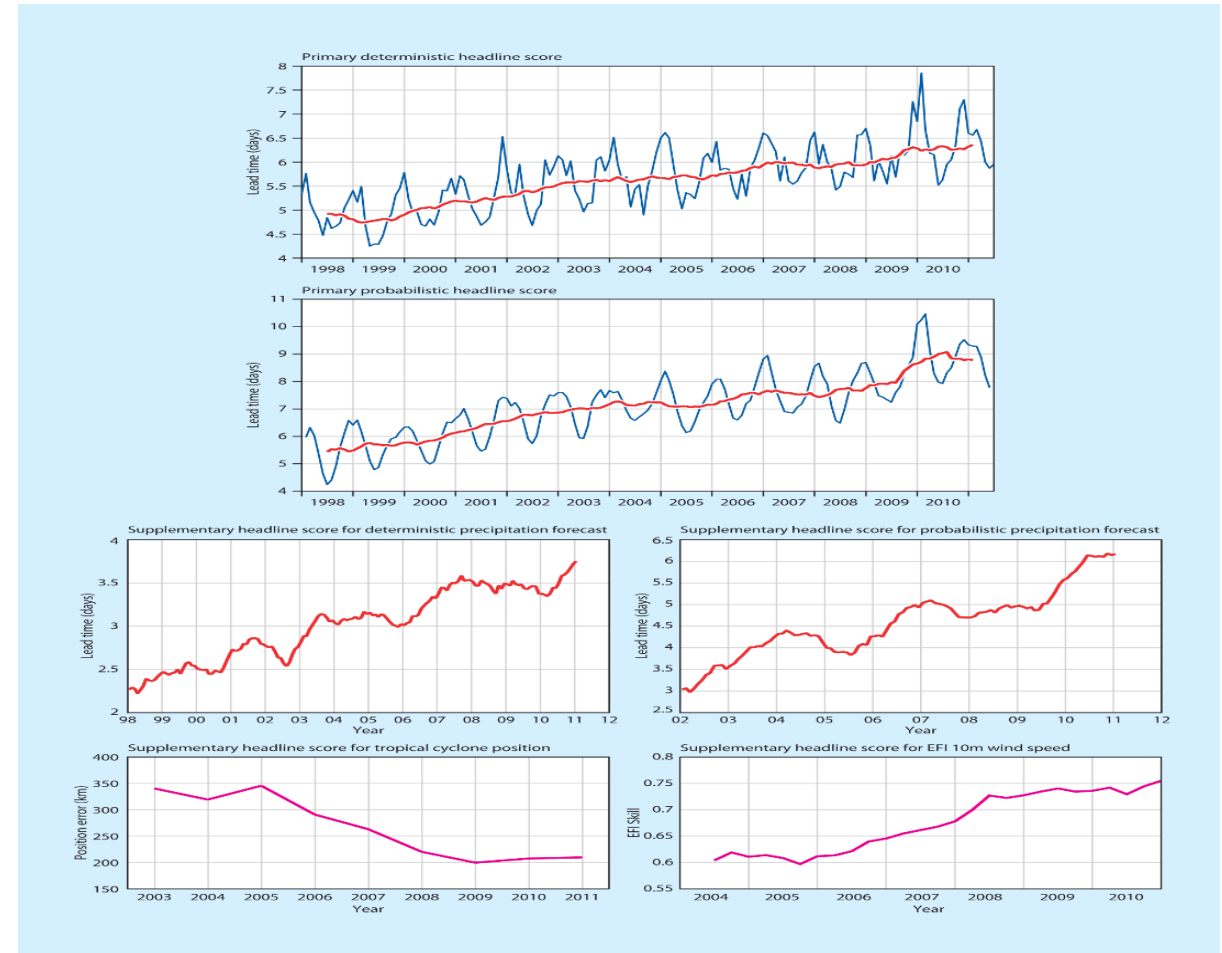 Primary deterministic headline score
Lead time (days)
8
7.5
7
6.5
6
5.5
5
4.5
4
1998 1999 2000 2001 2002 2003 2004 2005 2006 2007 2008 2009 2010
Primary probabilistic headline score
Lead time (days)
11
10
9
8
7
6
5
4
1998 1999 2000 2001 2002 2003 2004 2005 2006 2007 2008 2009 2010
Supplementary headline score for deterministic precipitation forecast
Lead time (days)
4
3.5
3
2.5
2
98 99 00 01 02 03 04 05 06 07 08 09 10 11 12
Year
Supplementary headline score for probabilistic precipitation forecast
Lead time (days)
6.5
6
5.5
5
4.5
4
3.5
3
2.5
02 03 04 05 06 07 08 09 10 11 12
Year
Supplementary headline score for tropical cyclone position
Position error (km)
400
350
300
250
200
150
2003 2004 2005 2006 2007 2008 2009 2010 2011
Year
Supplementary headline score for EFI 10m wind speed
EFI Skill
0.8
0.75
0.7
0.65
0.6
0.55
2004 2005 2006 2007 2008 2009 2010
Year